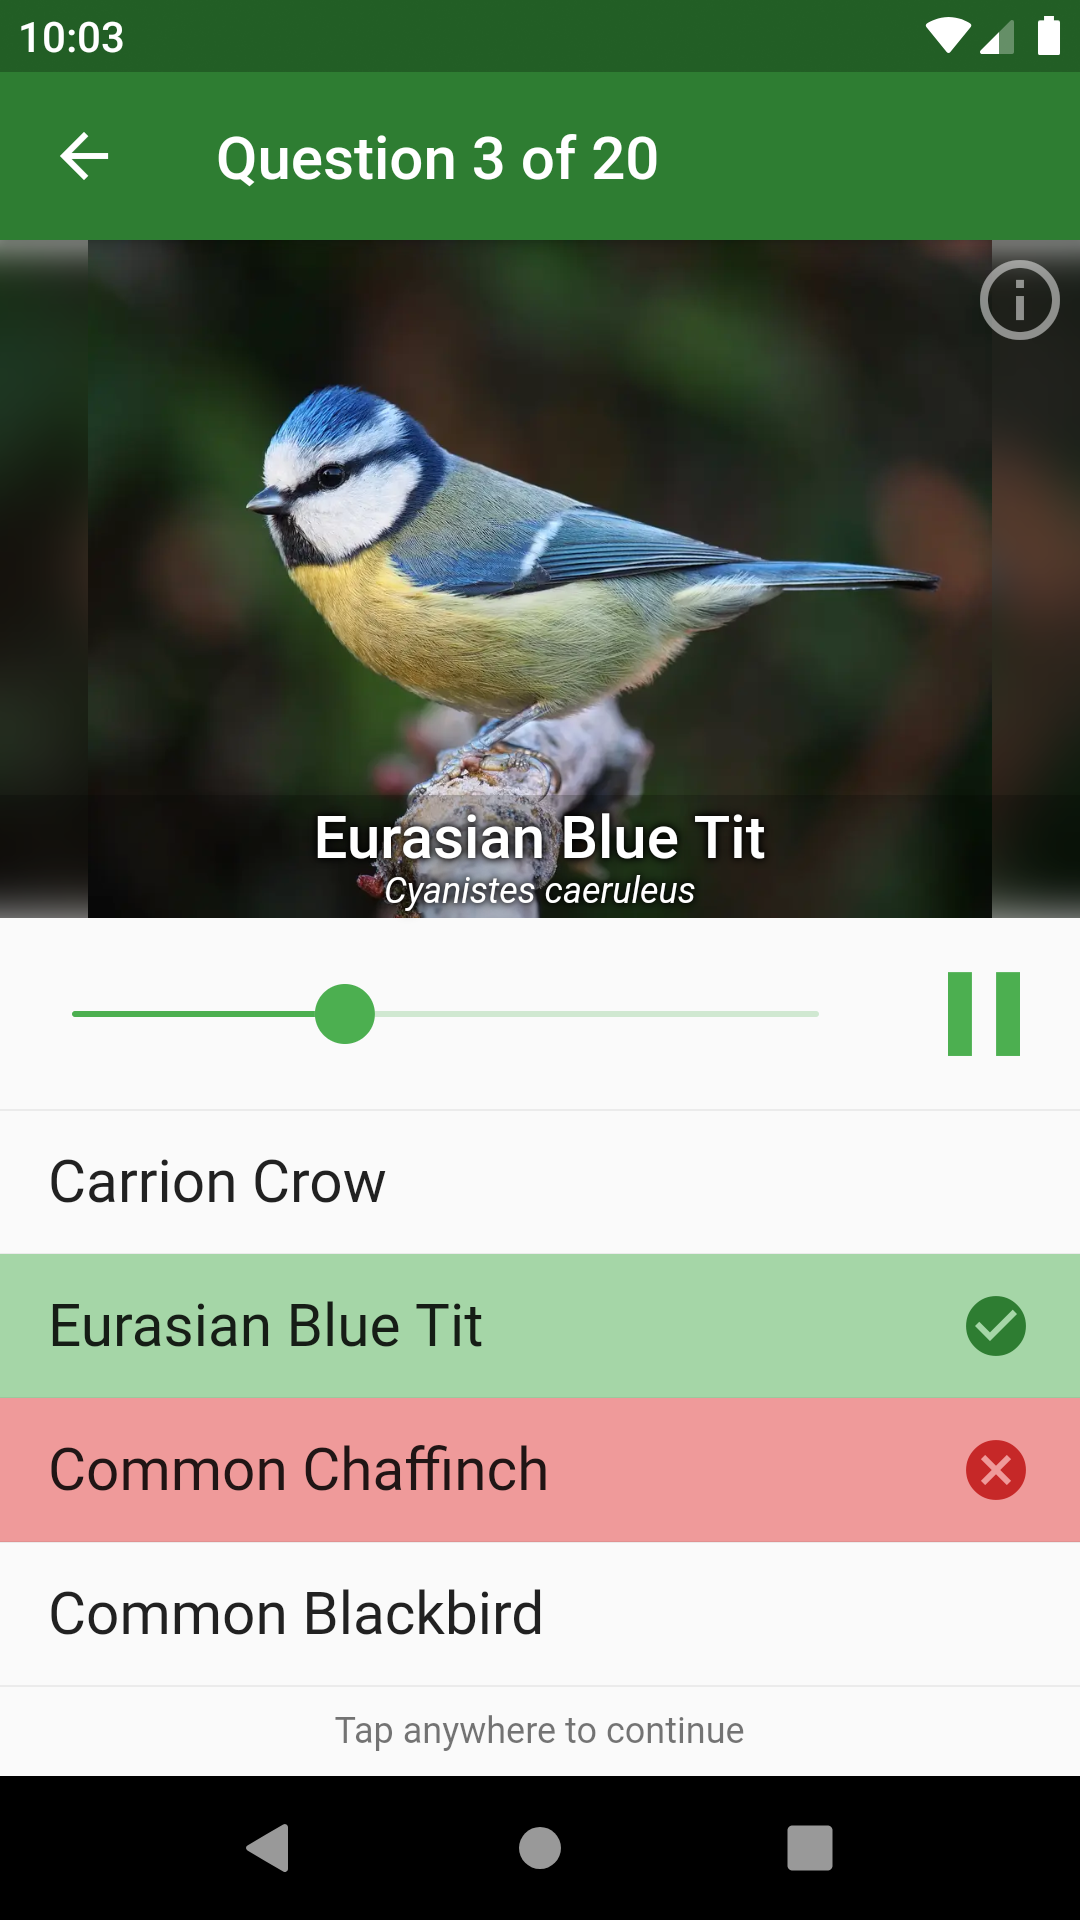 10:03
Question 3 of 20
Eurasian Blue Tit
Cyanistes caeruleus
Carrion Crow
Eurasian Blue Tit
Common Chaffinch
Common Blackbird
Tap anywhere to continue